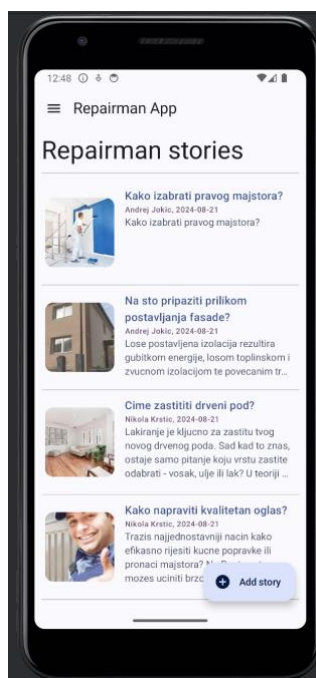 12:48
Repairman App
Repairman stories
Kako izabrati pravog majstora?
Andrej Jokic, 2024-08-21
Kako izabrati pravog majstora?
Na sto pripaziti prilikom
postavljanja fasade?
Andrej Jokic, 2024-08-21
Lose postavljena izolacija rezultira
gubitkom energije, losom toplinskom i
zvucnom izolacijom te povecanim tr...
Cime zastititi drveni pod?
Nikola Krstic, 2024-08-21
Lakiranje je kljucno za zastitu tvog
novog drvenog poda. Sad kad to znas,
ostaje samo pitanje koju vrstu zastite
odabrati - vosak, ulje ili lak? U teoriji ...
Kako napraviti kvalitetan oglas?
Nikola Krstic, 2024-08-21
Trazis najjednostavniji nacin kako
efikasno rijesiti kucne popravke ili
pronaci majstora?
mozes uciniti brzo
Add story